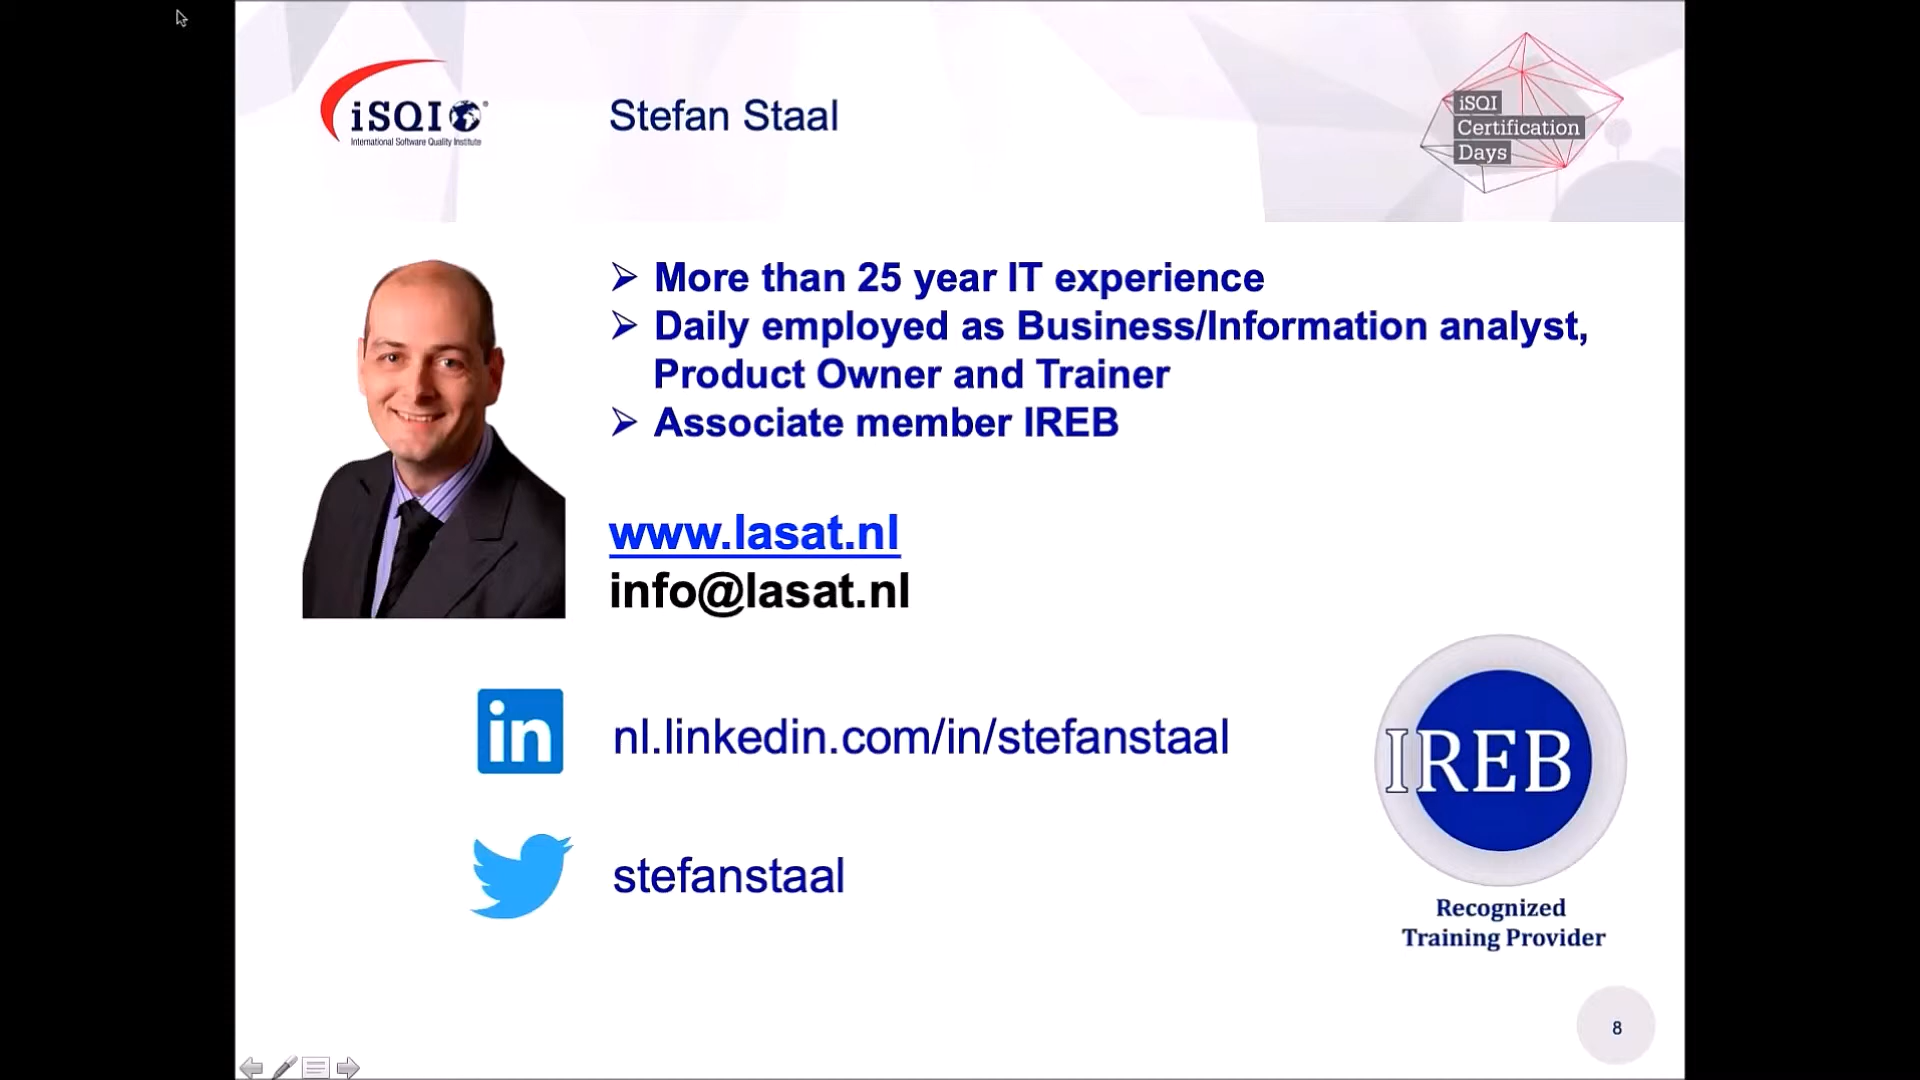 iSQI
International Software Quality Institute
Stefan Staal
iSQI
Certification
Days
➢ More than 25 year IT experience
➢ Daily employed as Business/Information analyst,
Product Owner and Trainer
➢ Associate member IREB
www.lasat.nl
info@lasat.nl
in
nl.linkedin.com/in/stefanstaal
stefanstaal
IREB
Recognized
Training Provider
8